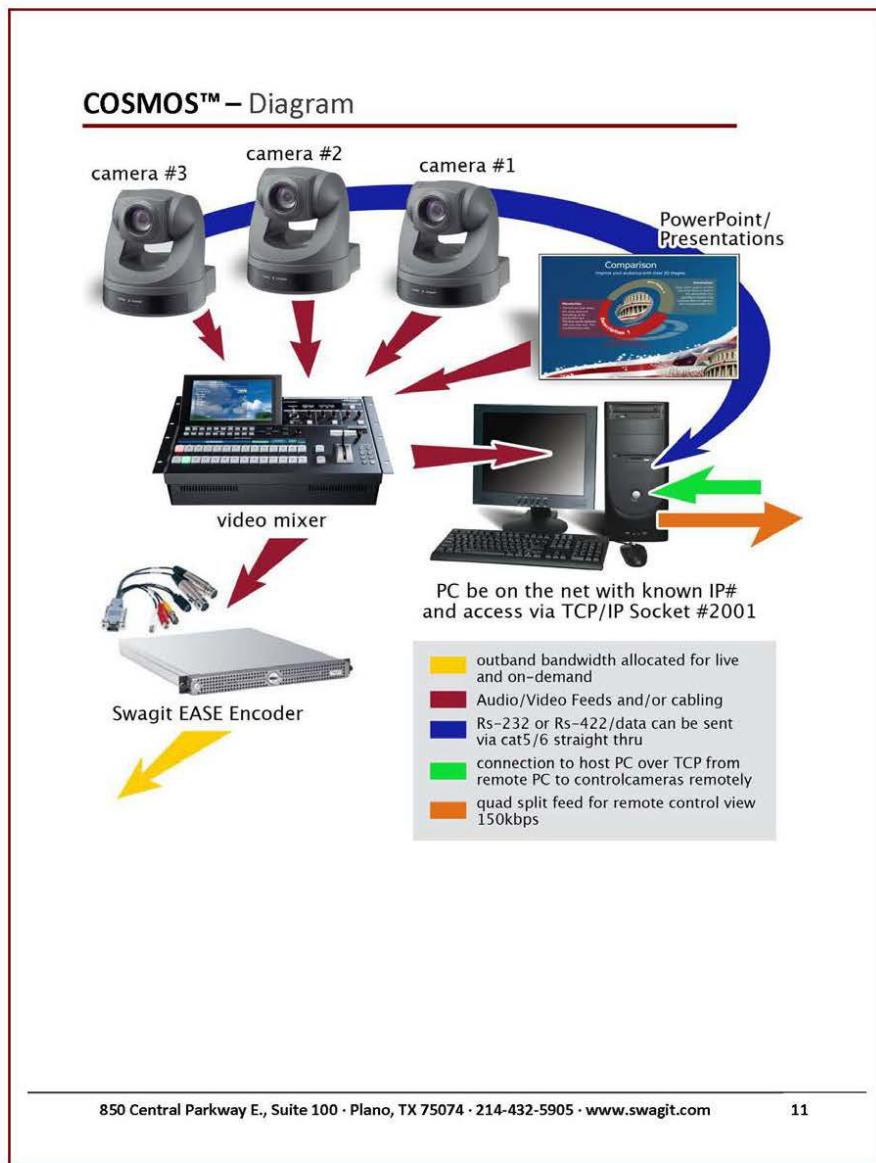 COSMOS™ – Diagram
camera #3
camera #2
camera #1
PowerPoint/
Presentations
Comparison
Description 1
video mixer
PC be on the net with known IP#
and access via TCP/IP Socket #2001
Swagit EASE Encoder
outband bandwidth allocated for live
and on-demand
Audio/Video Feeds and/or cabling
Rs-232 or Rs-422/data can be sent
via cat5/6 straight thru
connection to host PC over TCP from
remote PC to controlcameras remotely
quad split feed for remote control view
150kbps
850 Central Parkway E., Suite 100 · Plano, TX 75074 · 214-432-5905 · www.swagit.com 11